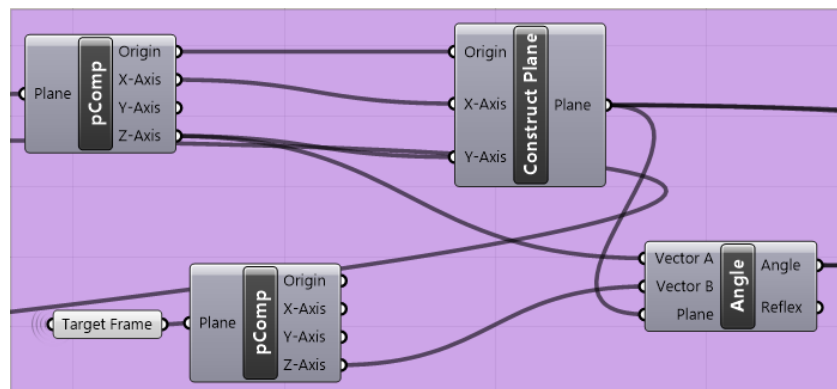 pComp
Plane
Origin
X-Axis
Y-Axis
Z-Axis
Construct Plane
Origin
X-Axis
Y-Axis
Plane
Target Frame
pComp
Plane
Origin
X-Axis
Y-Axis
Z-Axis
Angle
Vector A
Vector B
Plane
Angle
Reflex